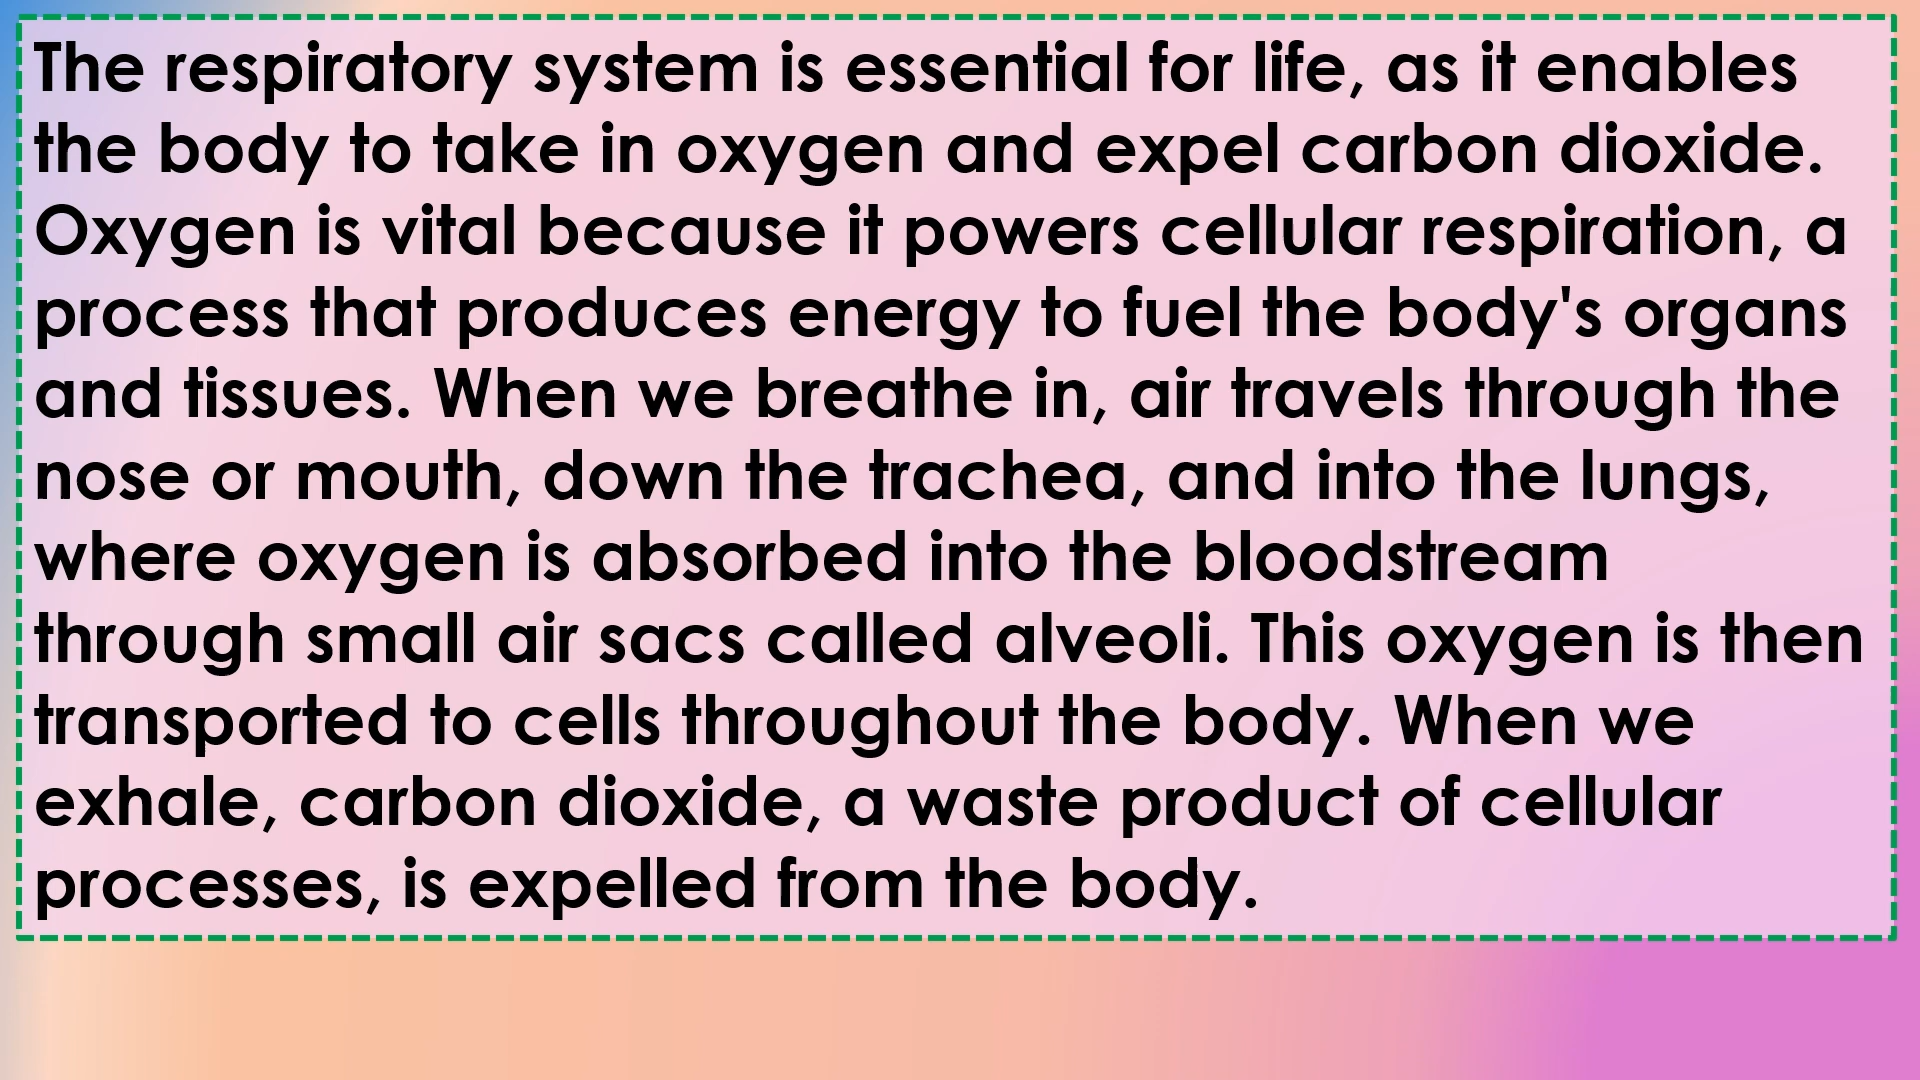 The respiratory system is essential for life, as it enables
the body to take in oxygen and expel carbon dioxide.
Oxygen is vital because it powers cellular respiration, a
process that produces energy to fuel the body's organs
and tissues. When we breathe in, air travels through the
nose or mouth, down the trachea, and into the lungs,
where oxygen is absorbed into the bloodstream
through small air sacs called alveoli. This oxygen is then
transported to cells throughout the body. When we
exhale, carbon dioxide, a waste product of cellular
processes, is expelled from the body.